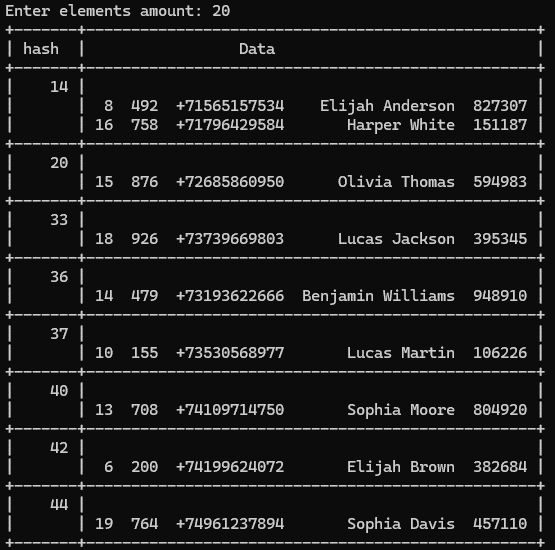 Enter elements amount: 20
+-------+--------------------------------------------------+
| hash  |                 Data                             |
+-------+--------------------------------------------------+
|    14 |
|       |  8  492  +71565157534    Elijah Anderson  827307 |
|       | 16  758  +71796429584       Harper White  151187 |
+-------+--------------------------------------------------+
|    20 |
|       | 15  876  +72685860950      Olivia Thomas  594983 |
+-------+--------------------------------------------------+
|    33 |
|       | 18  926  +73739669803      Lucas Jackson  395345 |
+-------+--------------------------------------------------+
|    36 |
|       | 14  479  +73193622666  Benjamin Williams  948910 |
+-------+--------------------------------------------------+
|    37 |
|       | 10  155  +73530568977       Lucas Martin  106226 |
+-------+--------------------------------------------------+
|    40 |
|       | 13  708  +74109714750       Sophia Moore  804920 |
+-------+--------------------------------------------------+
|    42 |
|       |  6  200  +74199624072       Elijah Brown  382684 |
+-------+--------------------------------------------------+
|    44 |
|       | 19  764  +74961237894       Sophia Davis  457110 |
+-------+--------------------------------------------------+